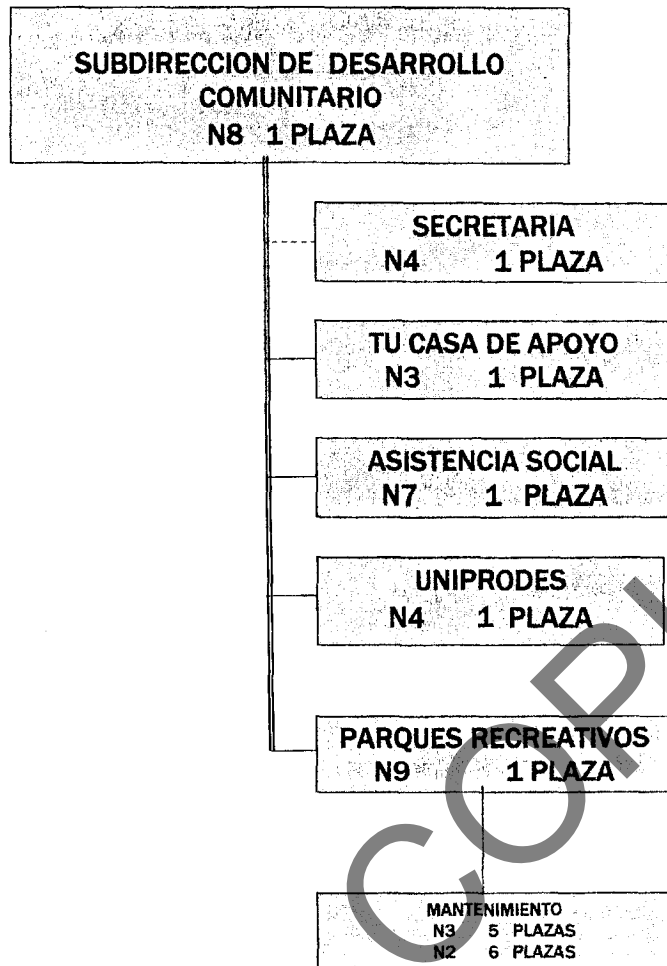 SUBDIRECCION DE DESARROLLO
COMUNITARIO
N8 1 PLAZA
SECRETARIA
N4 1 PLAZA
TU CASA DE APOYO
N3 1 PLAZA
ASISTENCIA SOCIAL
N7 1 PLAZA
UNIPRODES
N4 1 PLAZA
PARQUES RECREATIVOS
N9 1 PLAZA
MANTENIMIENTO
N3 5 PLAZAS
N2 6 PLAZAS